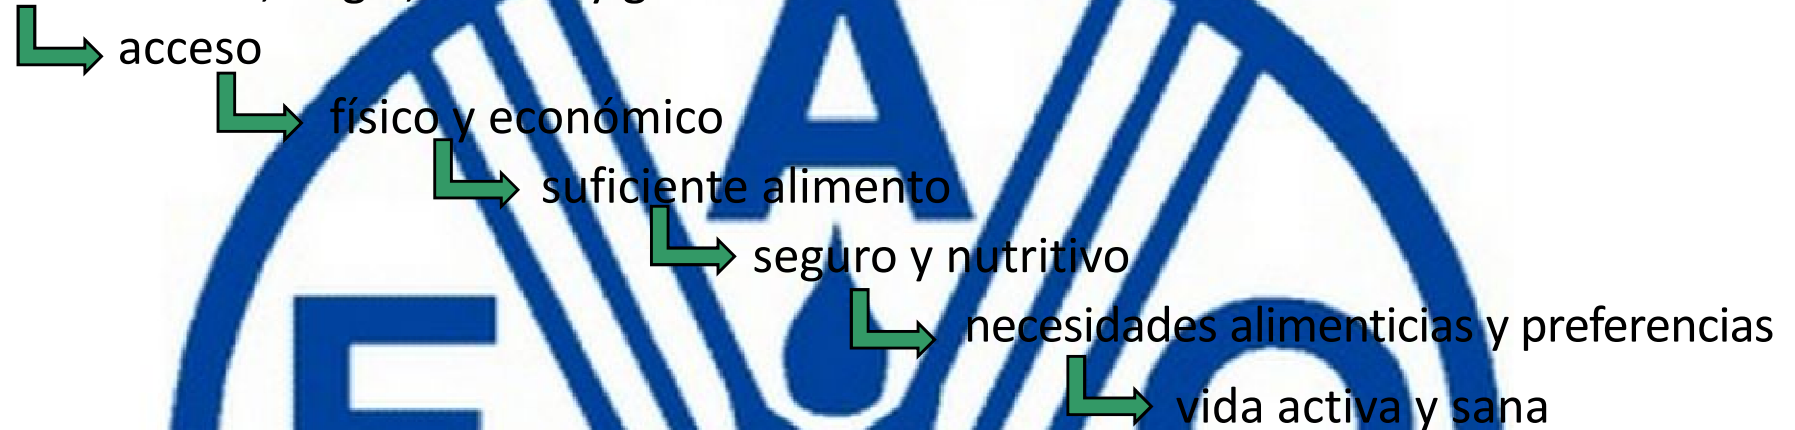 acceso
físico y económico
suficiente alimento
seguro y nutritivo
necesidades alimenticias y preferencias
vida activa y sana
F
A
O